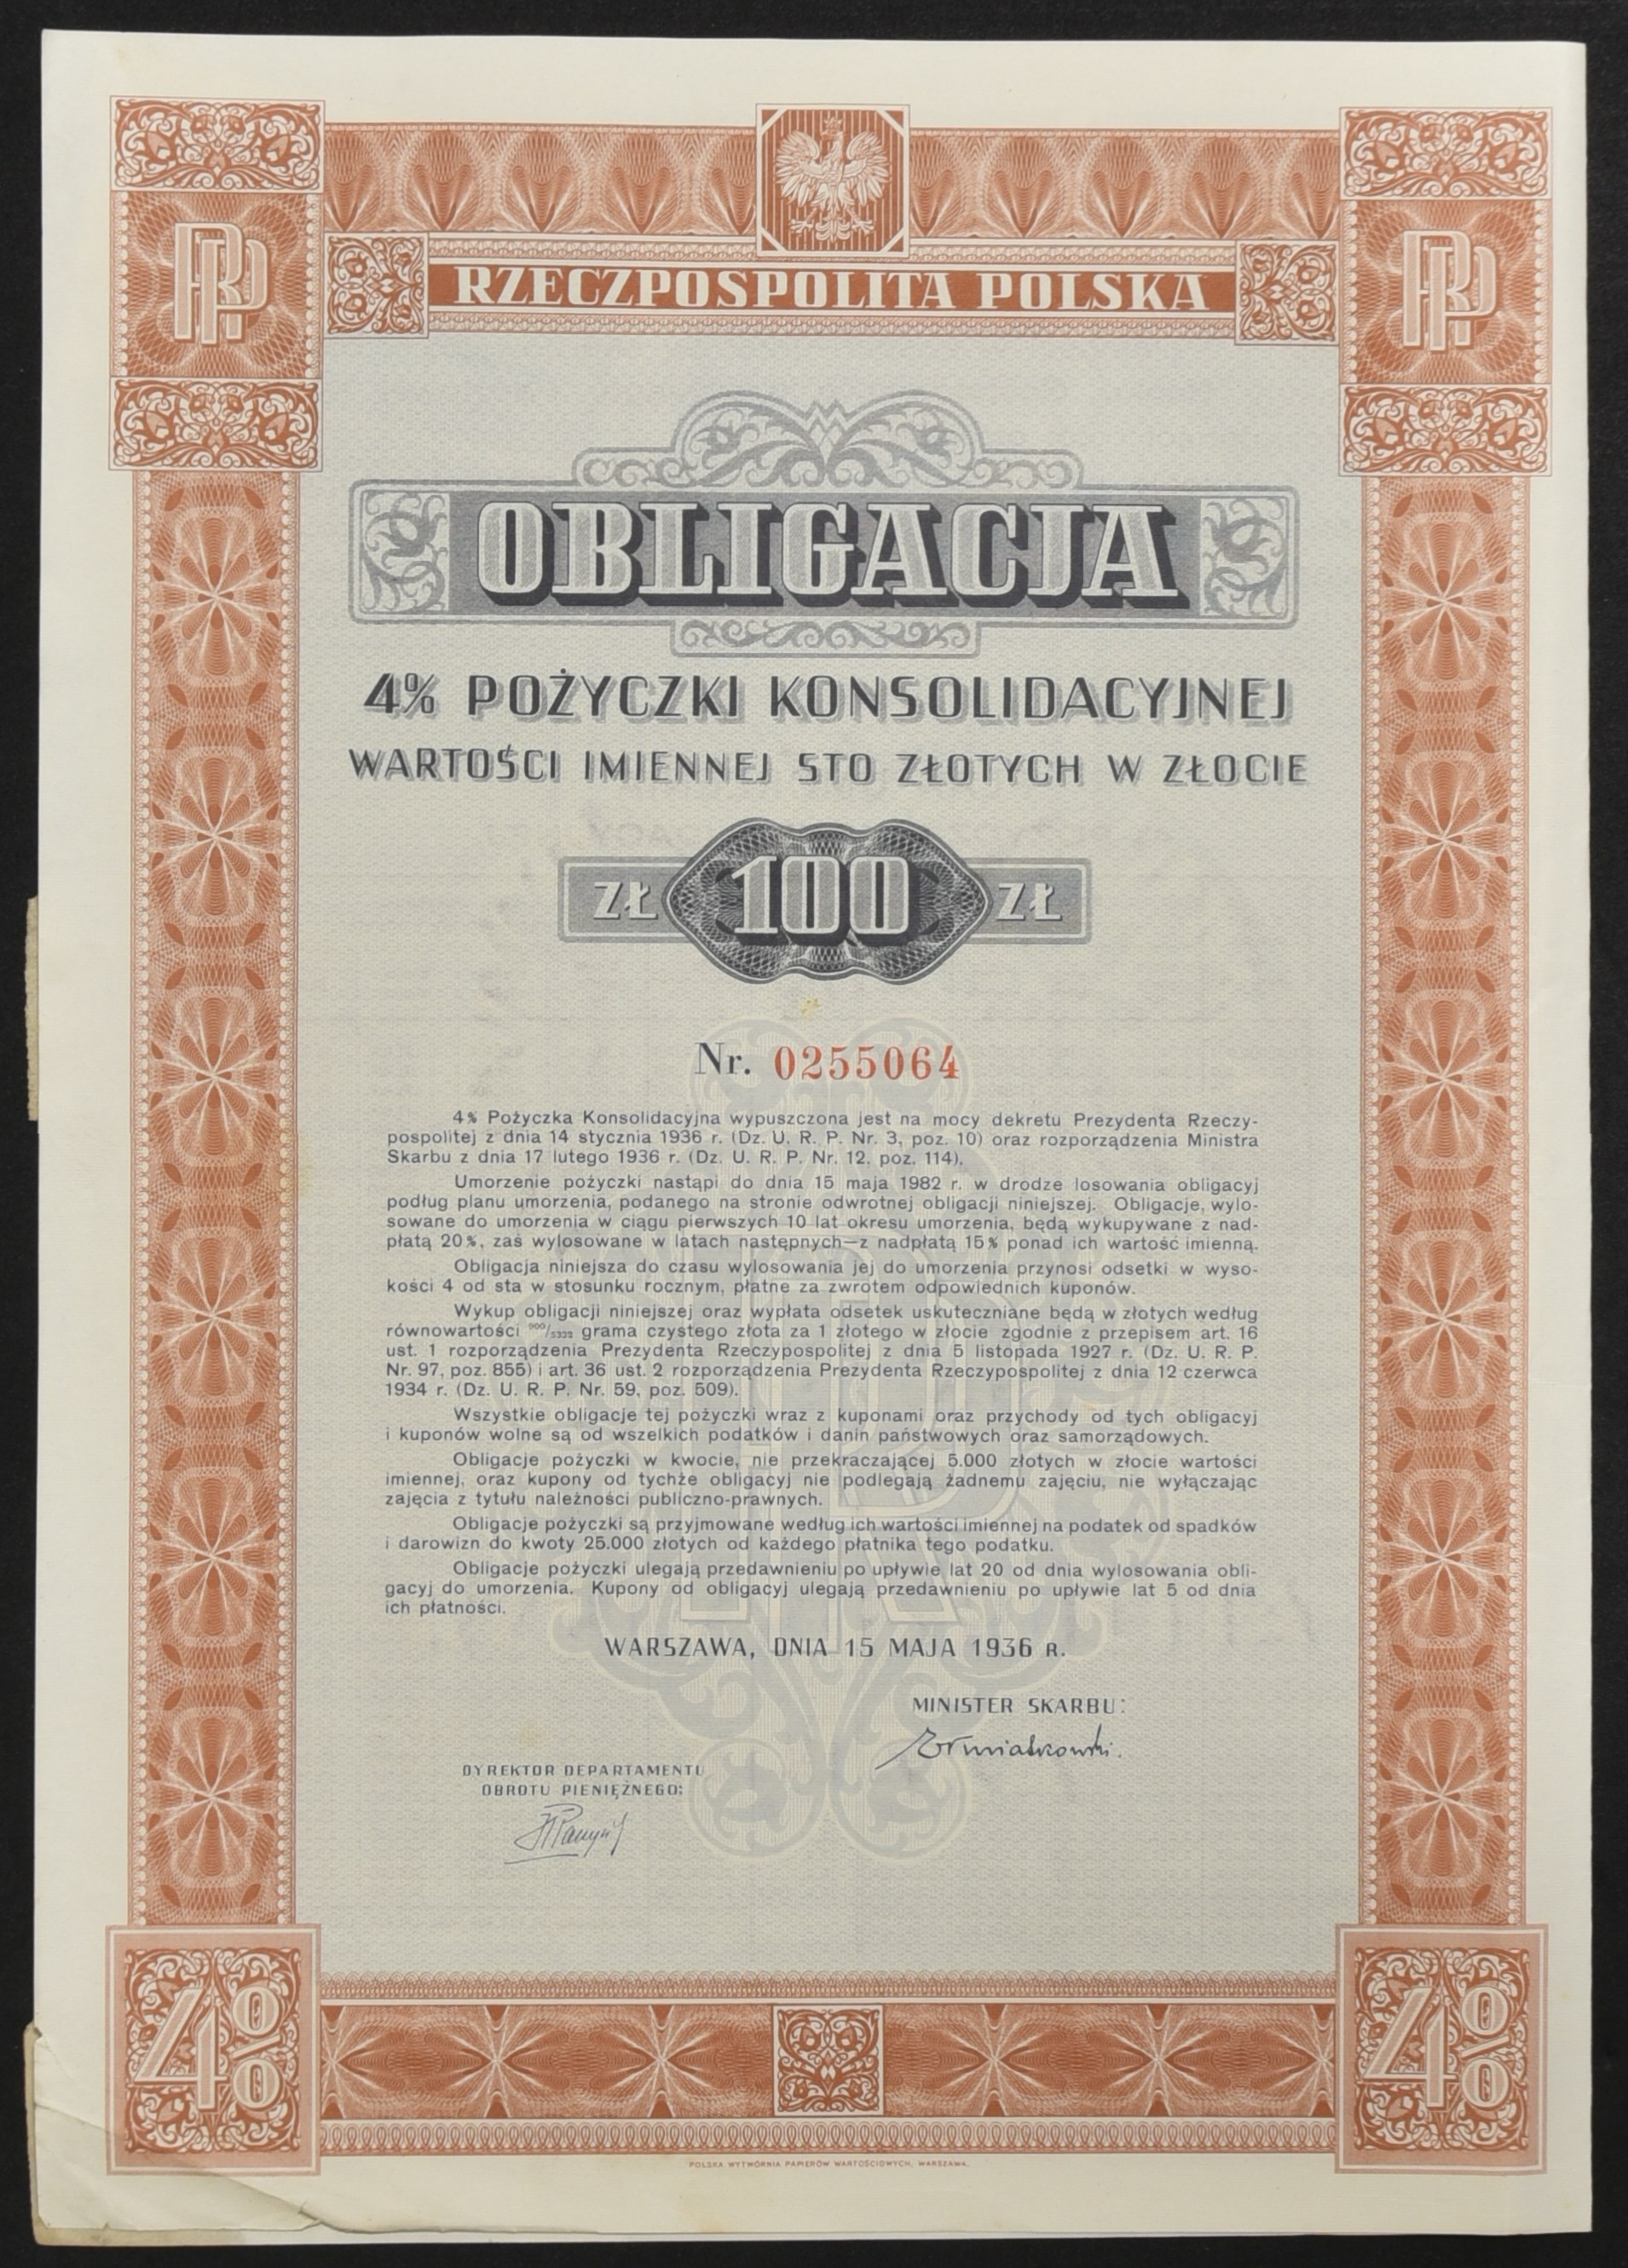 RP
RP
RZECZPOSPOLITA POLSKA
OBLIGACJA
4% POŻYCZKI KONSOLIDACYJNEJ
WARTOŚCI IMIENNEJ STO ZŁOTYCH W ZŁOCIE
ZŁ 100 ZŁ
Nr. 0255064
4% Pożyczka Konsolidacyjna wypuszczona jest na mocy dekretu Prezydenta Rzeczy-
pospolitej z dnia 14 stycznia 1936 r. (Dz. U. R. P. Nr. 3, poz. 10) oraz rozporządzenia Ministra
Skarbu z dnia 17 lutego 1936 r. (Dz. U. R. P. Nr. 12, poz. 114).
Umorzenie pożyczki nastąpi do dnia 15 maja 1982 r. w drodze losowania obligacyj
podług planu umorzenia, podanego na stronie odwrotnej obligacji niniejszej. Obligacje, wylo-
sowane do umorzenia w ciągu pierwszych 10 lat okresu umorzenia, będą wykupywane z nad-
płatą 20%, zaś wylosowane w latach następnych—z nadpłatą 15% ponad ich wartość imienną.
Obligacja niniejsza do czasu wylosowania jej do umorzenia przynosi odsetki w wyso-
kości 4 od sta w stosunku rocznym, płatne za zwrotem odpowiednich kuponów.
Wykup obligacji niniejszej oraz wypłata odsetek uskuteczniane będą w złotych według
równowartości 900/5332 grama czystego złota za 1 złotego w złocie zgodnie z przepisem art. 16
ust. 1 rozporządzenia Prezydenta Rzeczypospolitej z dnia 5 listopada 1927 r. (Dz. U. R. P.
Nr. 97, poz. 855) i art. 36 ust. 2 rozporządzenia Prezydenta Rzeczypospolitej z dnia 12 czerwca
1934 r. (Dz. U. R. P. Nr. 59, poz. 509).
Wszystkie obligacje tej pożyczki wraz z kuponami oraz przychody od tych obligacyj
i kuponów wolne są od wszelkich podatków i danin państwowych oraz samorządowych.
Obligacje pożyczki w kwocie, nie przekraczającej 5.000 złotych w złocie wartości
imiennej, oraz kupony od tychże obligacyj nie podlegają żadnemu zajęciu, nie wyłączając
zajęcia z tytułu należności publiczno-prawnych.
Obligacje pożyczki są przyjmowane według ich wartości imiennej na podatek od spadków
i darowizn do kwoty 25.000 złotych od każdego płatnika tego podatku.
Obligacje pożyczki ulegają przedawnieniu po upływie lat 20 od dnia wylosowania obli-
gacyj do umorzenia. Kupony od obligacyj ulegają przedawnieniu po upływie lat 5 od dnia
ich płatności.
WARSZAWA, DNIA 15 MAJA 1936 R.
MINISTER SKARBU:
DYREKTOR DEPARTAMENTU
OBROTU PIENIĘŻNEGO:
4%
4%
POLSKA WYTWÓRNIA PAPIERÓW WARTOŚCIOWYCH, WARSZAWA.